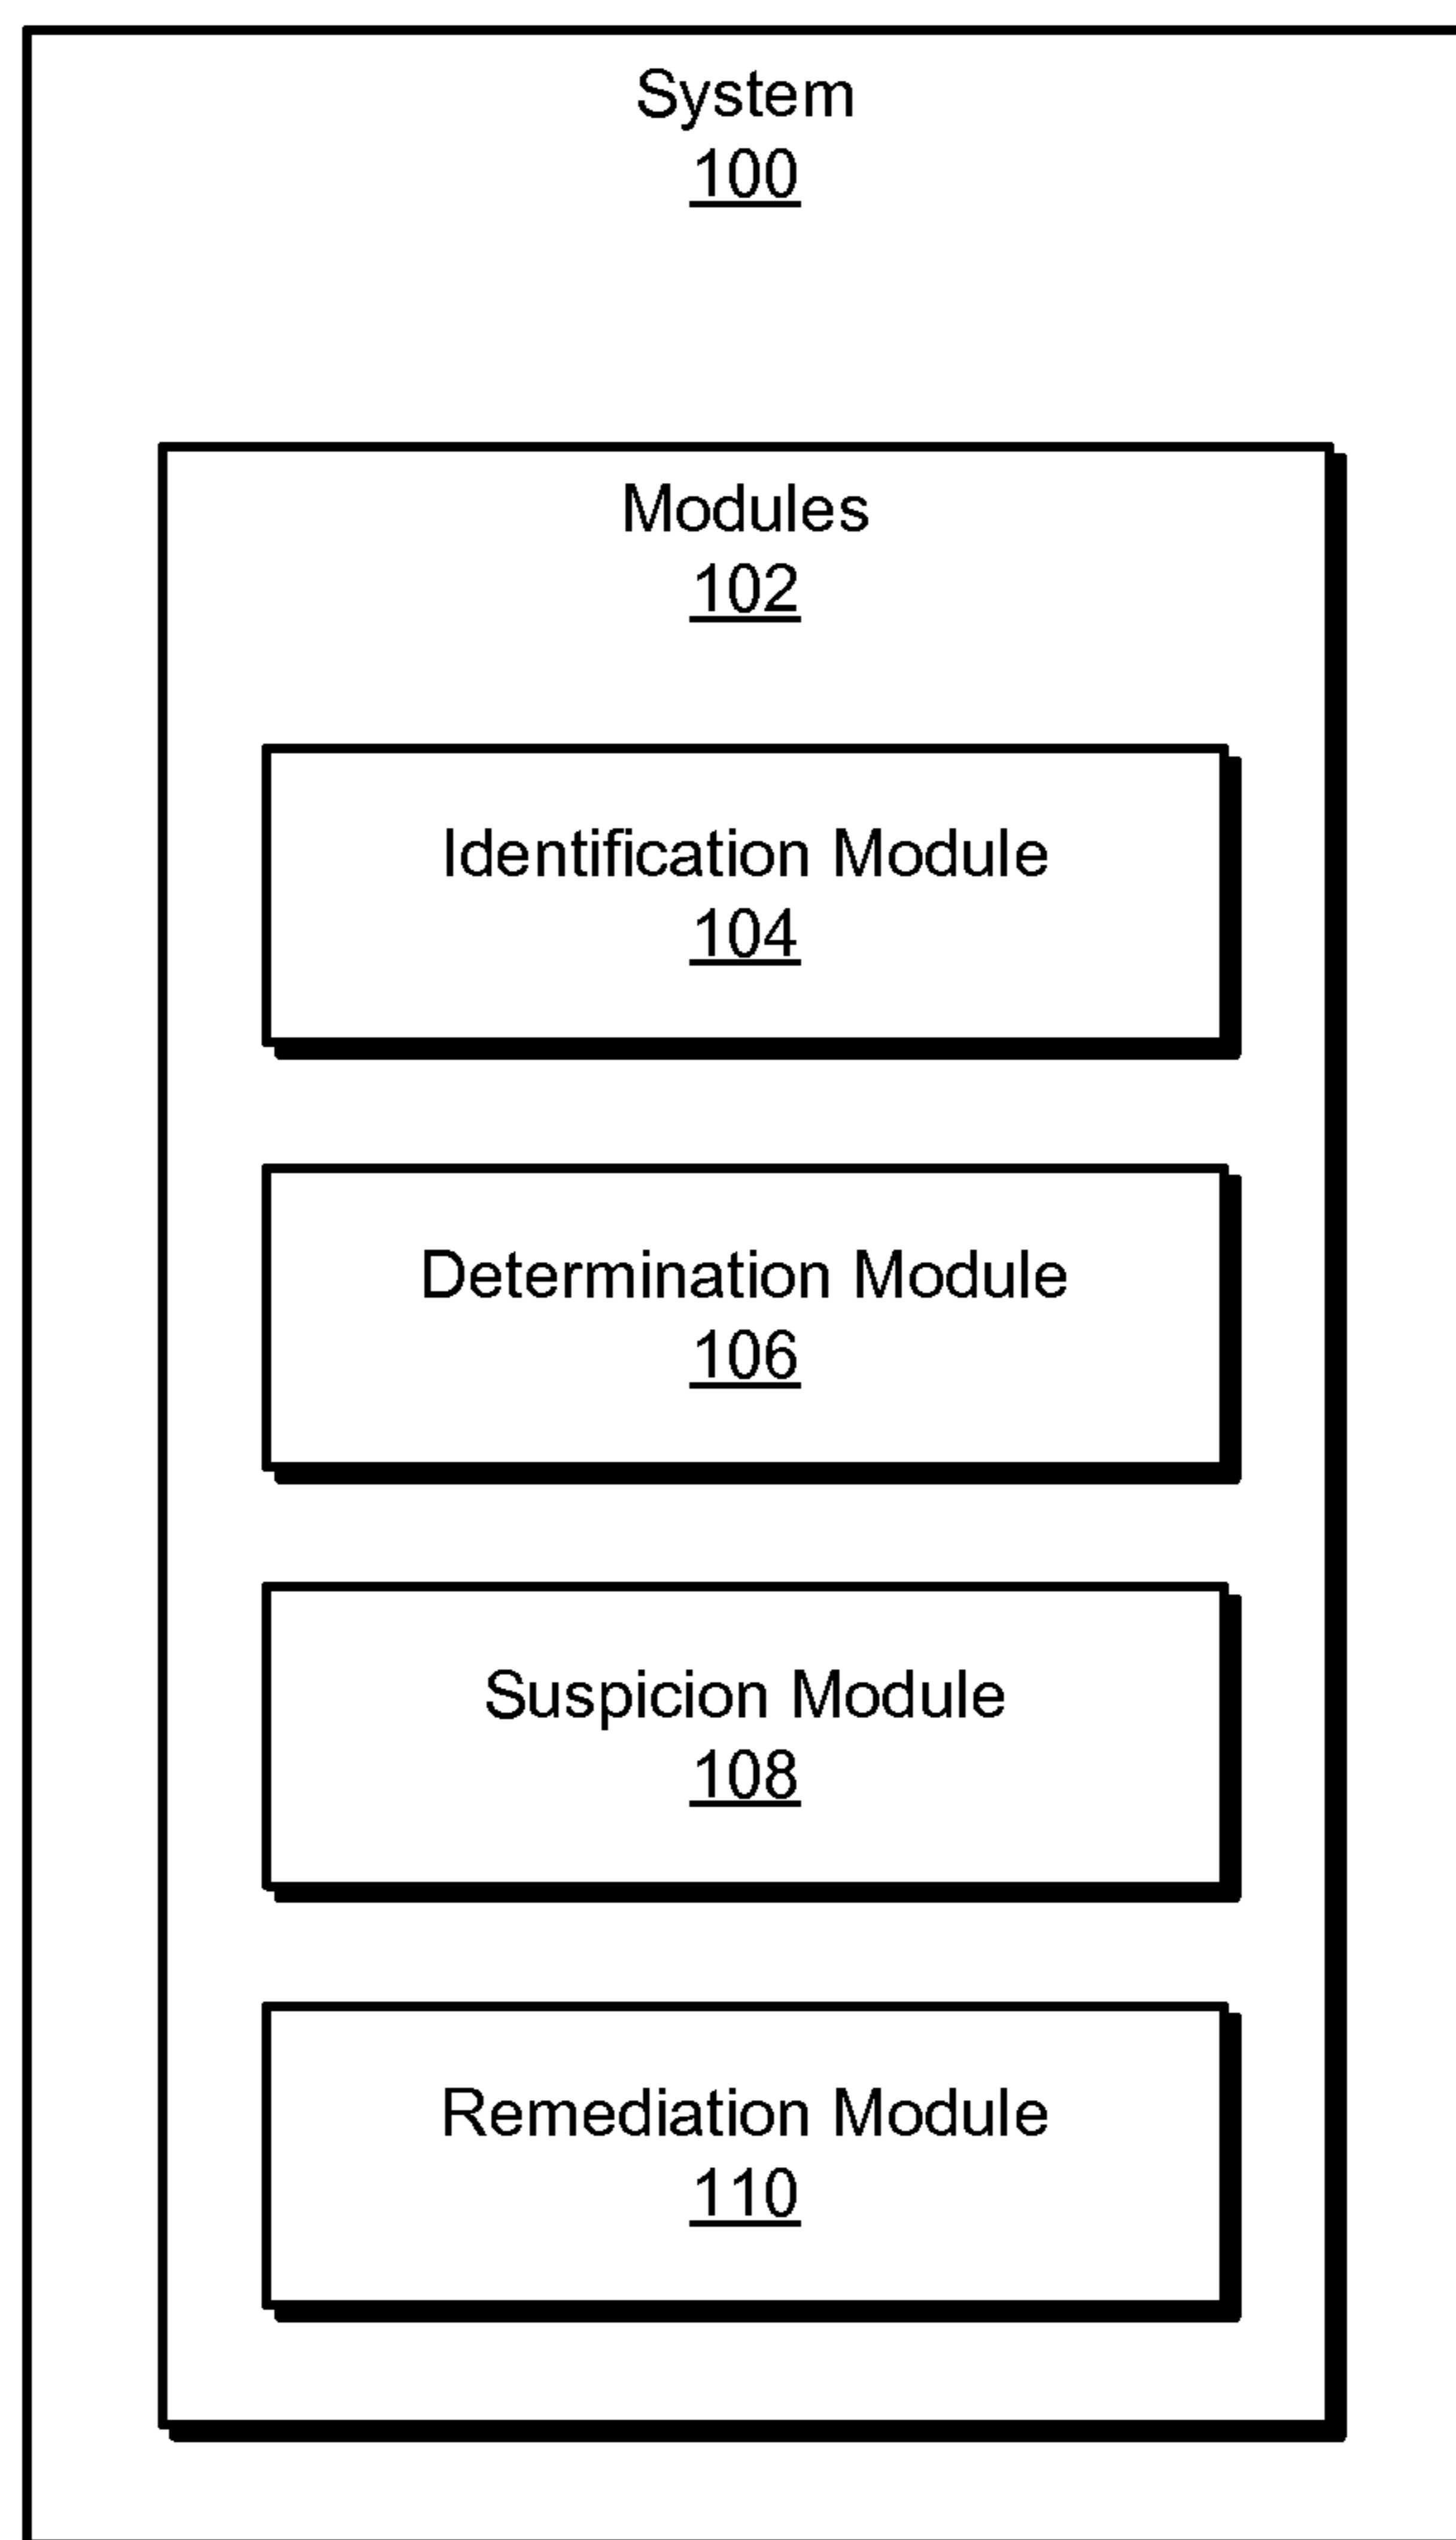 System
100
Modules
102
Identification Module
104
Determination Module
106
Suspicion Module
108
Remediation Module
110